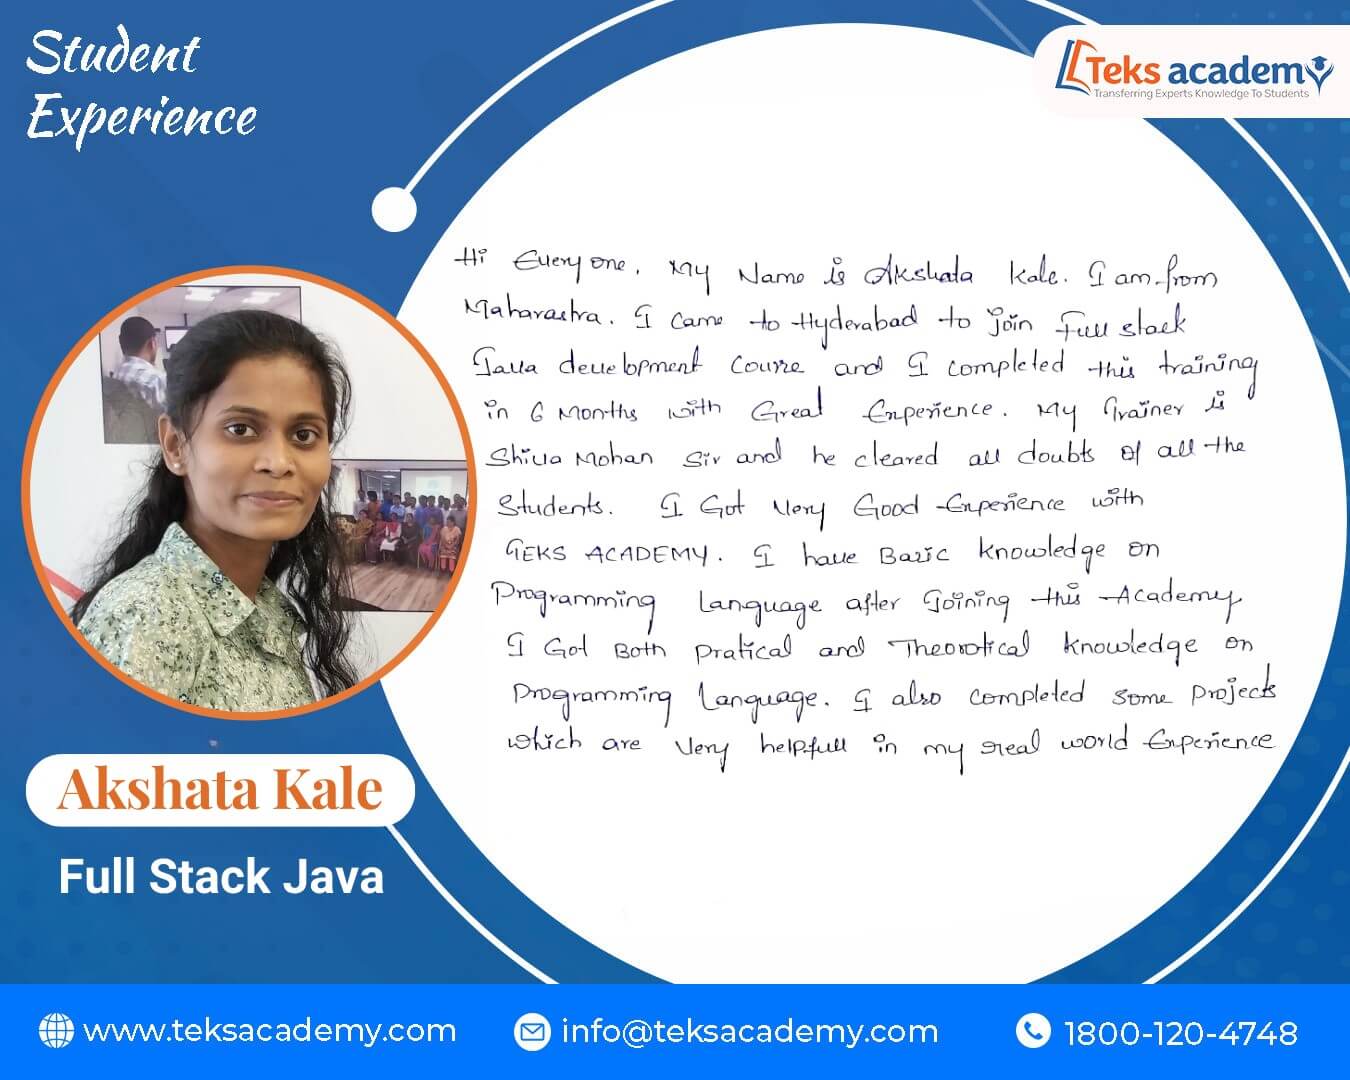 Student
Experience
Teks academy
Transferring Experts Knowledge To Students
Hi Everyone. My Name is Akshata Kale. I am from
Maharastra. I came to Hyderabad to join Full stack
Java development course and I completed this training
in 6 Months with Great Experience. My Trainer is
Shiva Mohan Sir and he cleared all doubts of all the
Students. I Got Very Good Experience with
TEKS ACADEMY. I have Basic knowledge on
Programming Language after Joining this Academy
I Got Both Pratical and Theorotical Knowledge on
Programming Language. I also completed some Projects
which are Very helpfull in my real world Experience
Akshata Kale
Full Stack Java
www.teksacademy.com
info@teksacademy.com
1800-120-4748